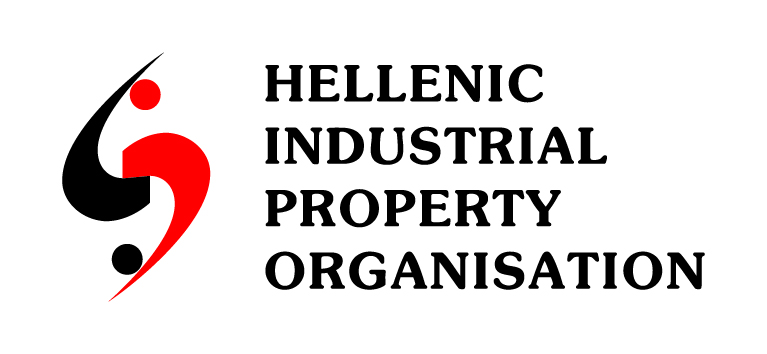 HELLENIC
INDUSTRIAL
PROPERTY
ORGANISATION